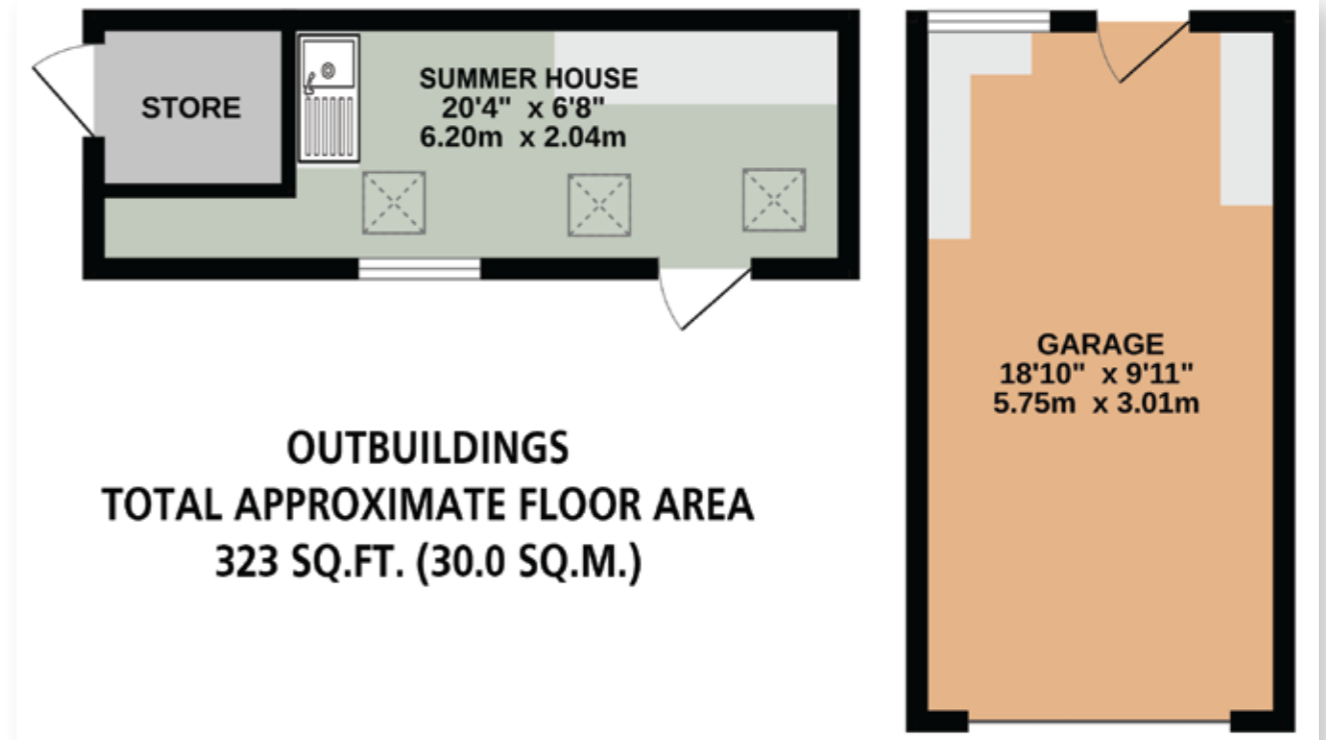 STORE
SUMMER HOUSE
20'4" x 6'8"
6.20m x 2.04m
GARAGE
18'10" x 9'11"
5.75m x 3.01m
OUTBUILDINGS
TOTAL APPROXIMATE FLOOR AREA
323 SQ.FT. (30.0 SQ.M.)